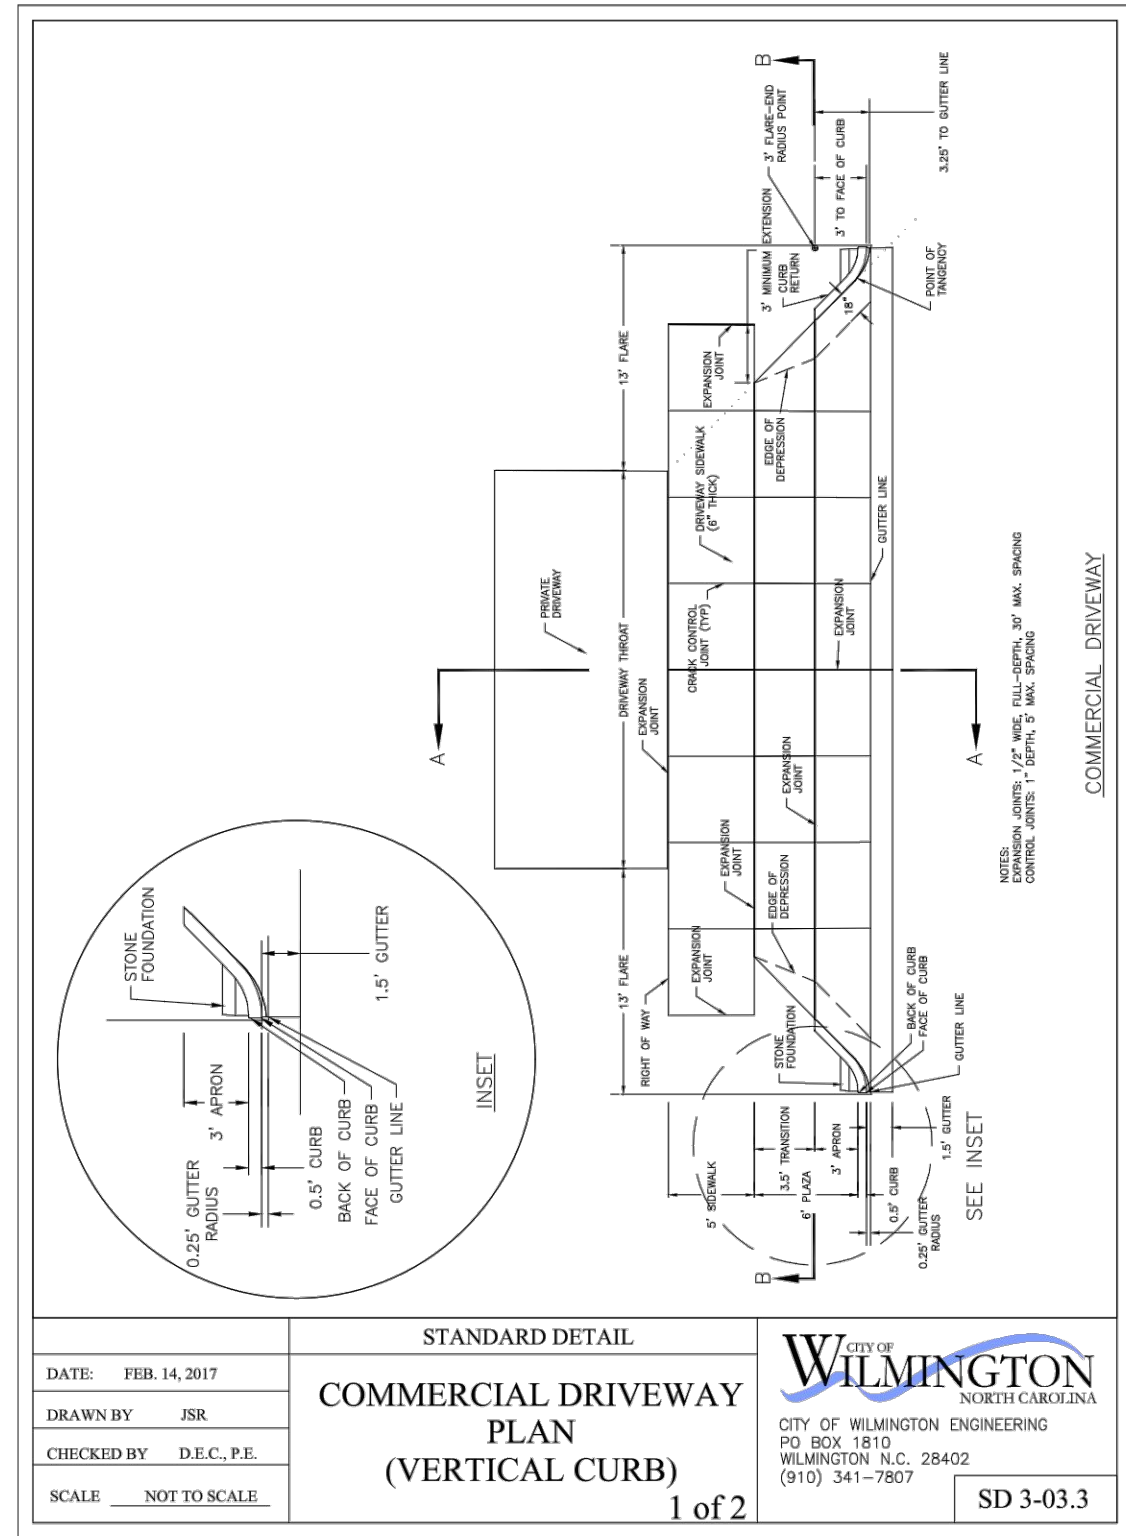 B
3' FLARE-END
RADIUS POINT
3.25' TO GUTTER LINE
3' TO FACE OF CURB
3' MINIMUM EXTENSION
CURB
RETURN
18"
POINT OF
TANGENCY
13' FLARE
EXPANSION
JOINT
EDGE OF
DEPRESSION
DRIVEWAY SIDEWALK
(6" THICK)
GUTTER LINE
PRIVATE
DRIVEWAY
DRIVEWAY THROAT
CRACK CONTROL
JOINT (TYP)
EXPANSION
JOINT
A
EXPANSION
JOINT
A
EXPANSION
JOINT
EXPANSION
JOINT
EDGE OF
DEPRESSION
EXPANSION
JOINT
13' FLARE
RIGHT OF WAY
STONE
FOUNDATION
BACK OF CURB
FACE OF CURB
GUTTER LINE
5' SIDEWALK
3.5' TRANSITION
6' PLAZA
3' APRON
0.5' CURB
0.25' GUTTER
RADIUS
1.5' GUTTER
SEE INSET
B
NOTES:
EXPANSION JOINTS: 1/2" WIDE, FULL-DEPTH, 30' MAX. SPACING
CONTROL JOINTS: 1" DEPTH, 5' MAX. SPACING
COMMERCIAL DRIVEWAY
STONE
FOUNDATION
1.5' GUTTER
3' APRON
0.25' GUTTER
RADIUS
0.5' CURB
BACK OF CURB
FACE OF CURB
GUTTER LINE
INSET
DATE: FEB. 14, 2017
DRAWN BY JSR
CHECKED BY D.E.C., P.E.
SCALE NOT TO SCALE
STANDARD DETAIL
COMMERCIAL DRIVEWAY
PLAN
(VERTICAL CURB)
1 of 2
CITY OF
WILMINGTON
NORTH CAROLINA
CITY OF WILMINGTON ENGINEERING
PO BOX 1810
WILMINGTON N.C. 28402
(910) 341-7807
SD 3-03.3